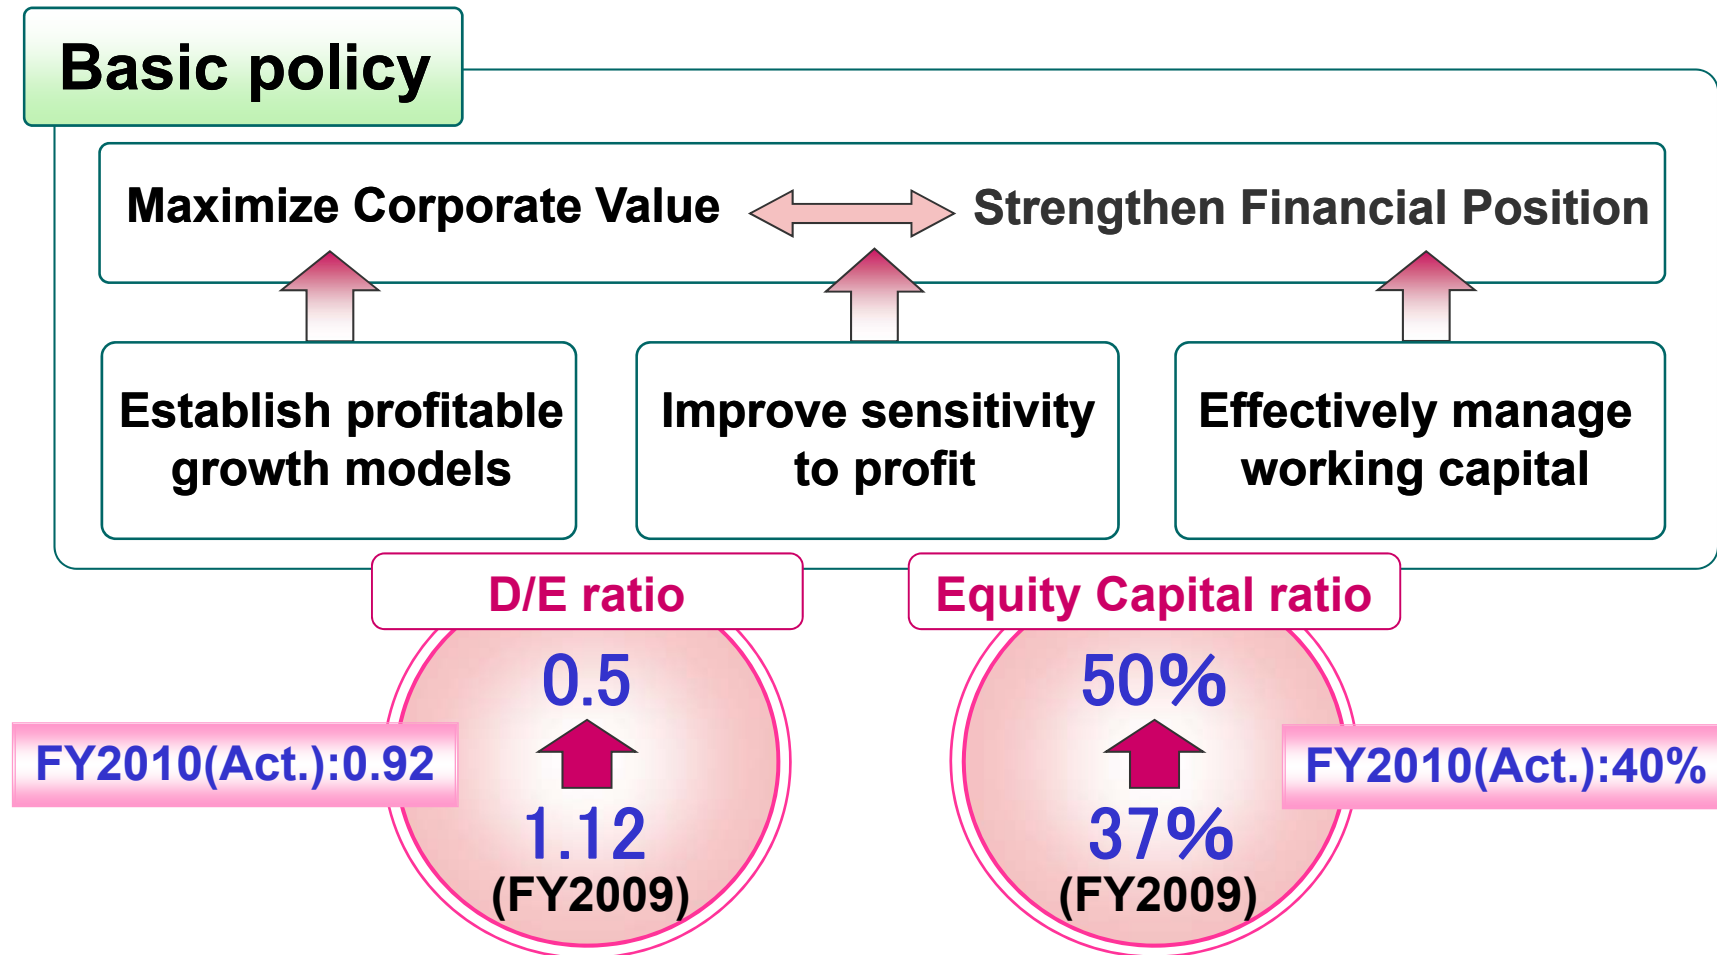 Basic policy
Maximize Corporate Value
Strengthen Financial Position
Establish profitable
growth models
Improve sensitivity
to profit
Effectively manage
working capital
D/E ratio
0.5
FY2010(Act.):0.92
1.12
(FY2009)
Equity Capital ratio
50%
FY2010(Act.):40%
37%
(FY2009)